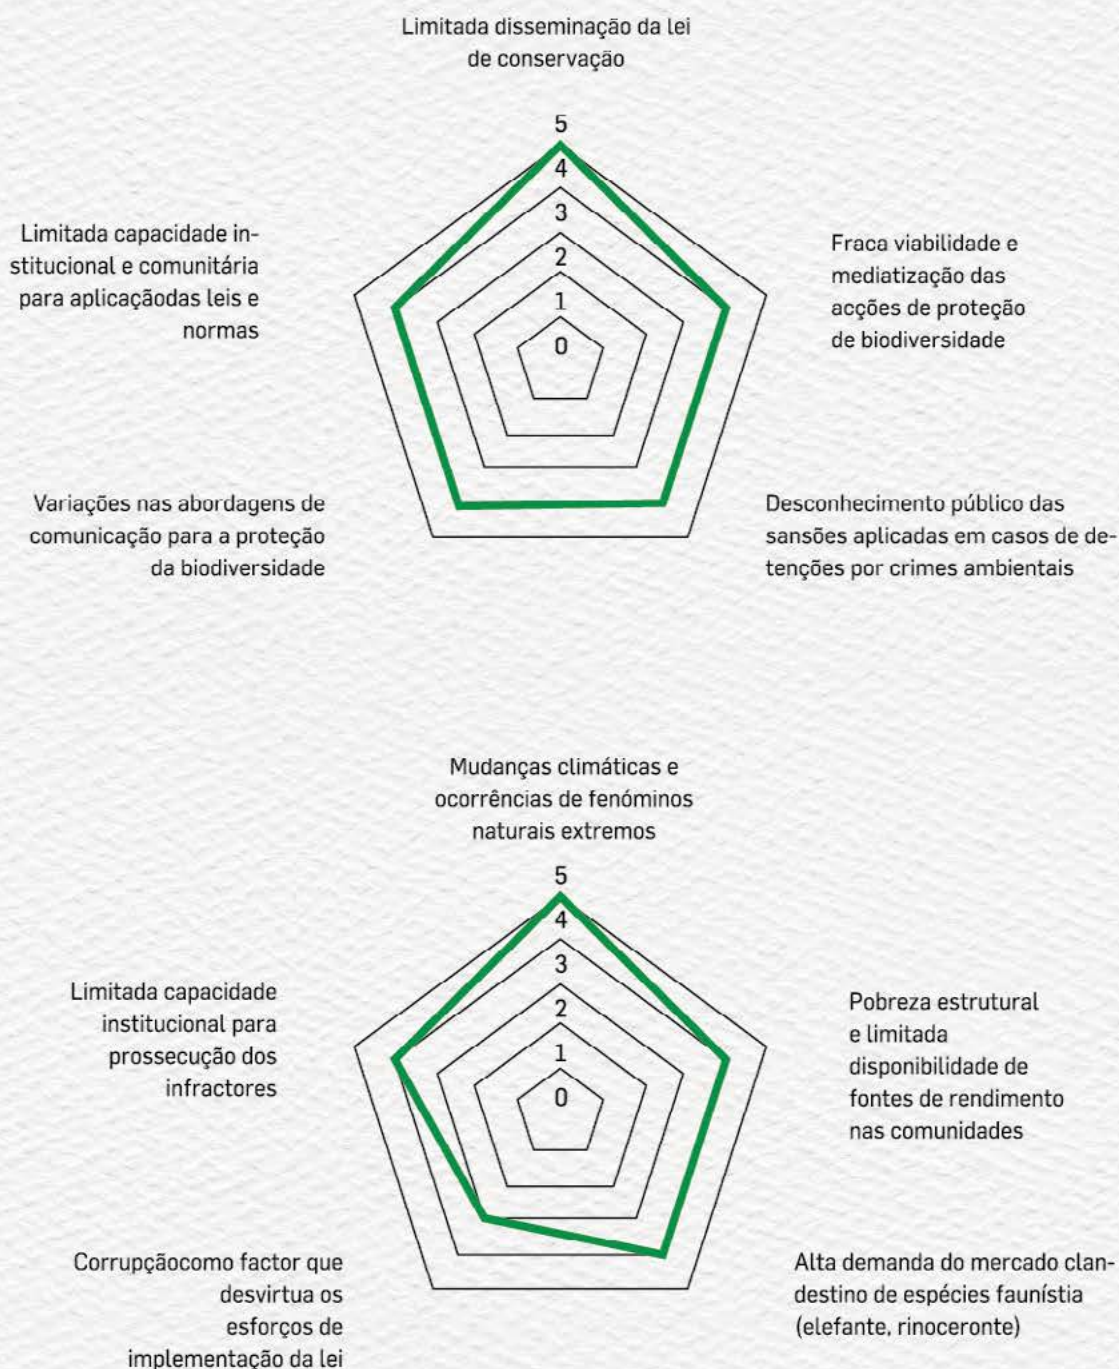 Limitada disseminação da lei
de conservação
5
4
3
2
1
0
Limitada capacidade in-
stitucional e comunitária
para aplicaçãodas leis e
normas
Fraca viabilidade e
mediatização das
acções de proteção
de biodiversidade
Variações nas abordagens de
comunicação para a proteção
da biodiversidade
Desconhecimento público das
sansões aplicadas em casos de de-
tenções por crimes ambientais
Mudanças climáticas e
ocorrências de fenóminos
naturais extremos
5
4
3
2
1
0
Limitada capacidade
institucional para
prossecução dos
infractores
Pobreza estrutural
e limitada
disponibilidade de
fontes de rendimento
nas comunidades
Corrupçãocomo factor que
desvirtua os
esforços de
implementação da lei
Alta demanda do mercado clan-
destino de espécies faunístia
(elefante, rinoceronte)